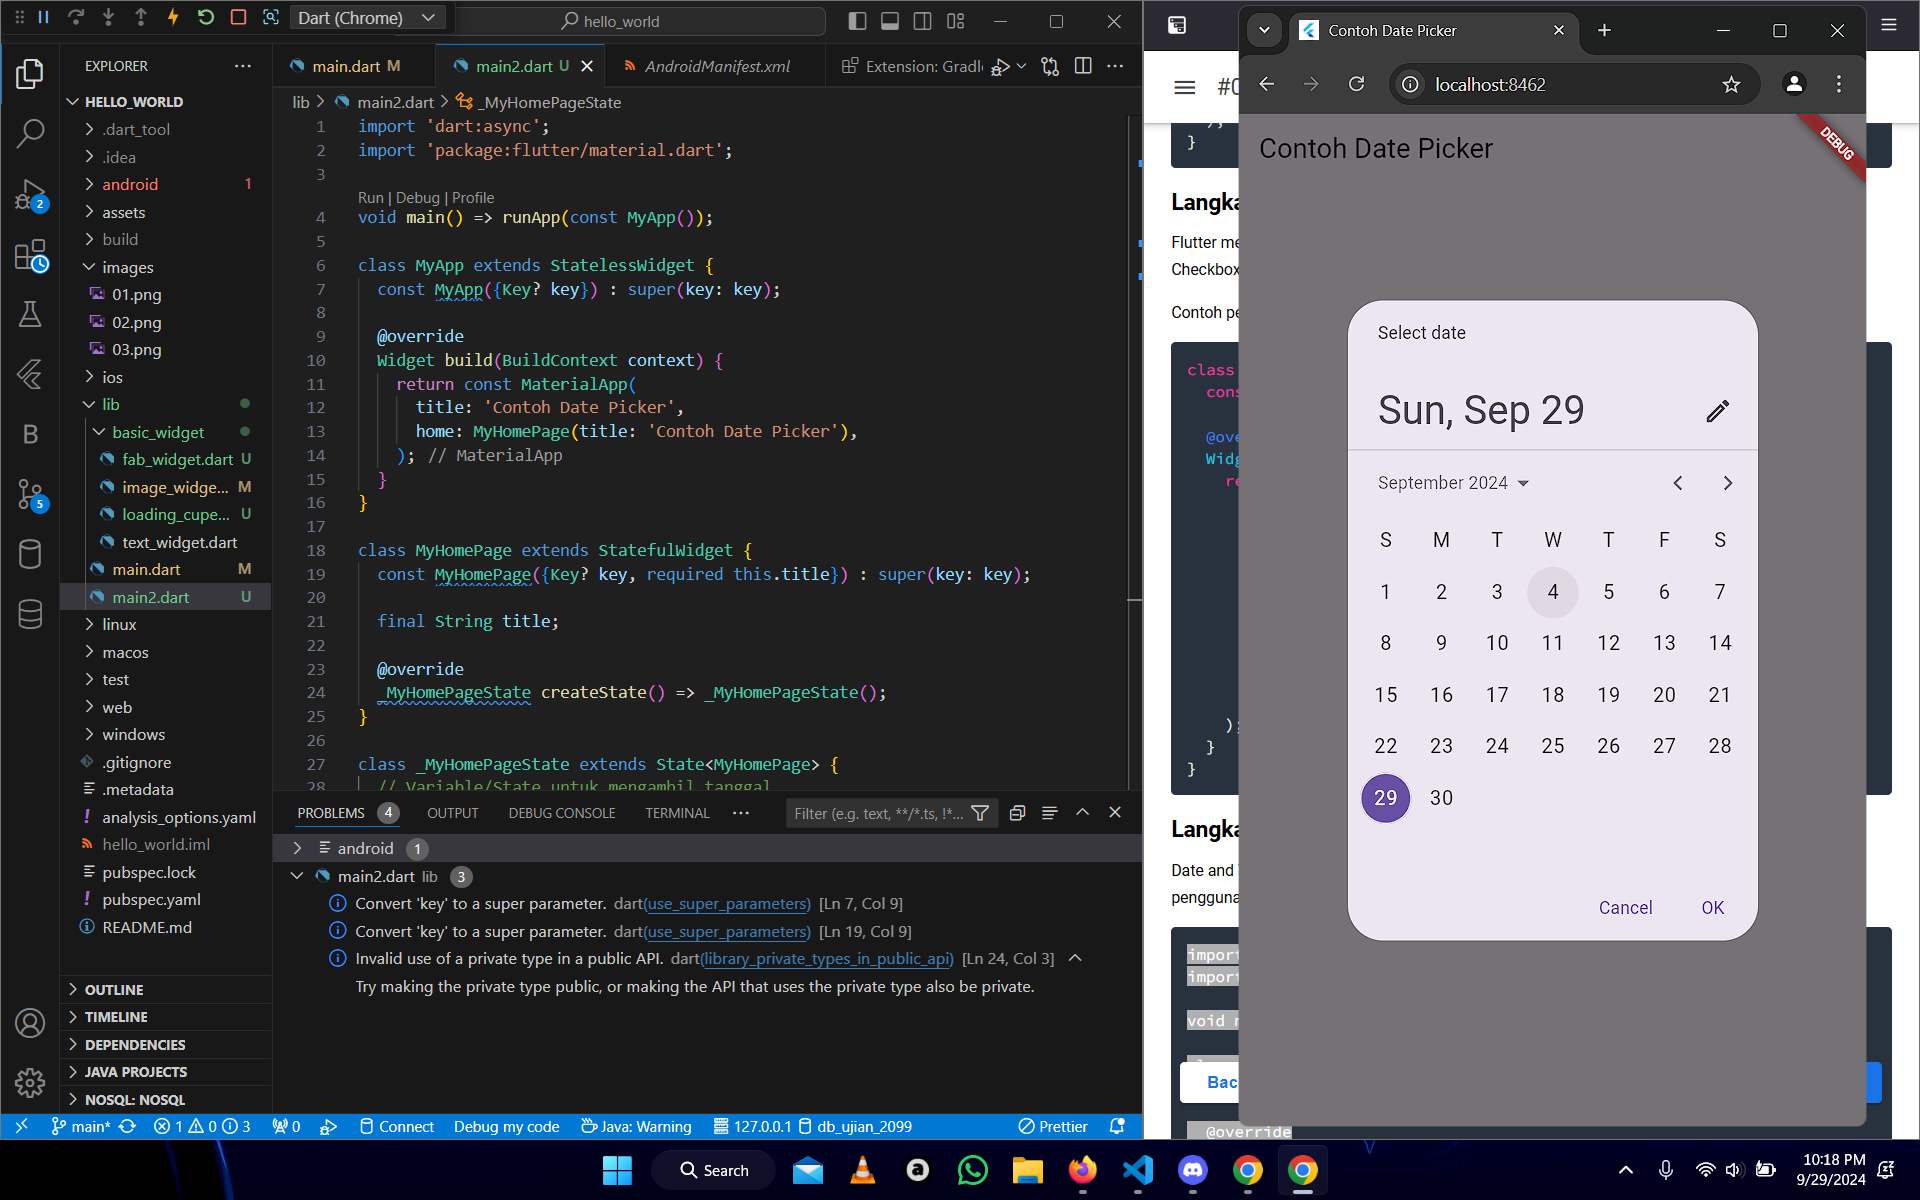 Dart (Chrome)
hello_world
EXPLORER
HELLO_WORLD
.dart_tool
.idea
android 1
assets
build
images
01.png
02.png
03.png
ios
lib
basic_widget
fab_widget.dart U
image_widge... M
loading_cupe... U
text_widget.dart
main.dart M
main2.dart U
linux
macos
test
web
windows
.gitignore
.metadata
! analysis_options.yaml
hello_world.iml
pubspec.lock
! pubspec.yaml
README.md
OUTLINE
TIMELINE
DEPENDENCIES
JAVA PROJECTS
NOSQL: NOSQL
2
5
main.dart M
main2.dart U
AndroidManifest.xml
Extension: Gradl
lib > main2.dart > _MyHomePageState
1 import 'dart:async';
2 import 'package:flutter/material.dart';
3
Run | Debug | Profile
4 void main() => runApp(const MyApp());
5
6 class MyApp extends StatelessWidget {
7 const MyApp({Key? key}) : super(key: key);
8
9 @override
10 Widget build(BuildContext context) {
11 return const MaterialApp(
12 title: 'Contoh Date Picker',
13 home: MyHomePage(title: 'Contoh Date Picker'),
14 ); // MaterialApp
15 }
16 }
17
18 class MyHomePage extends StatefulWidget {
19 const MyHomePage({Key? key, required this.title}) : super(key: key);
20
21 final String title;
22
23 @override
24 _MyHomePageState createState() => _MyHomePageState();
25 }
26
27 class _MyHomePageState extends State<MyHomePage> {
28 // Variable/State untuk mengambil tanggal
PROBLEMS 4 OUTPUT DEBUG CONSOLE TERMINAL
Filter (e.g. text, **/*.ts, !*...
android 1
main2.dart lib 3
Convert 'key' to a super parameter. dart(use_super_parameters) [Ln 7, Col 9]
Convert 'key' to a super parameter. dart(use_super_parameters) [Ln 19, Col 9]
Invalid use of a private type in a public API. dart(library_private_types_in_public_api) [Ln 24, Col 3]
Try making the private type public, or making the API that uses the private type also be private.
main* 1 0 3 0 Connect Debug my code Java: Warning 127.0.0.1 db_ujian_2099 Prettier
}
Flutter me
Checkbox
Contoh pe
class
);
}
}
Date and
pengguna
import
import
void m
@override
Contoh Date Picker
localhost:8462
Contoh Date Picker
DEBUG
Select date
Sun, Sep 29
September 2024
S M T W T F S
1 2 3 4 5 6 7
8 9 10 11 12 13 14
15 16 17 18 19 20 21
22 23 24 25 26 27 28
29 30
Cancel OK
Search
10:18 PM
9/29/2024